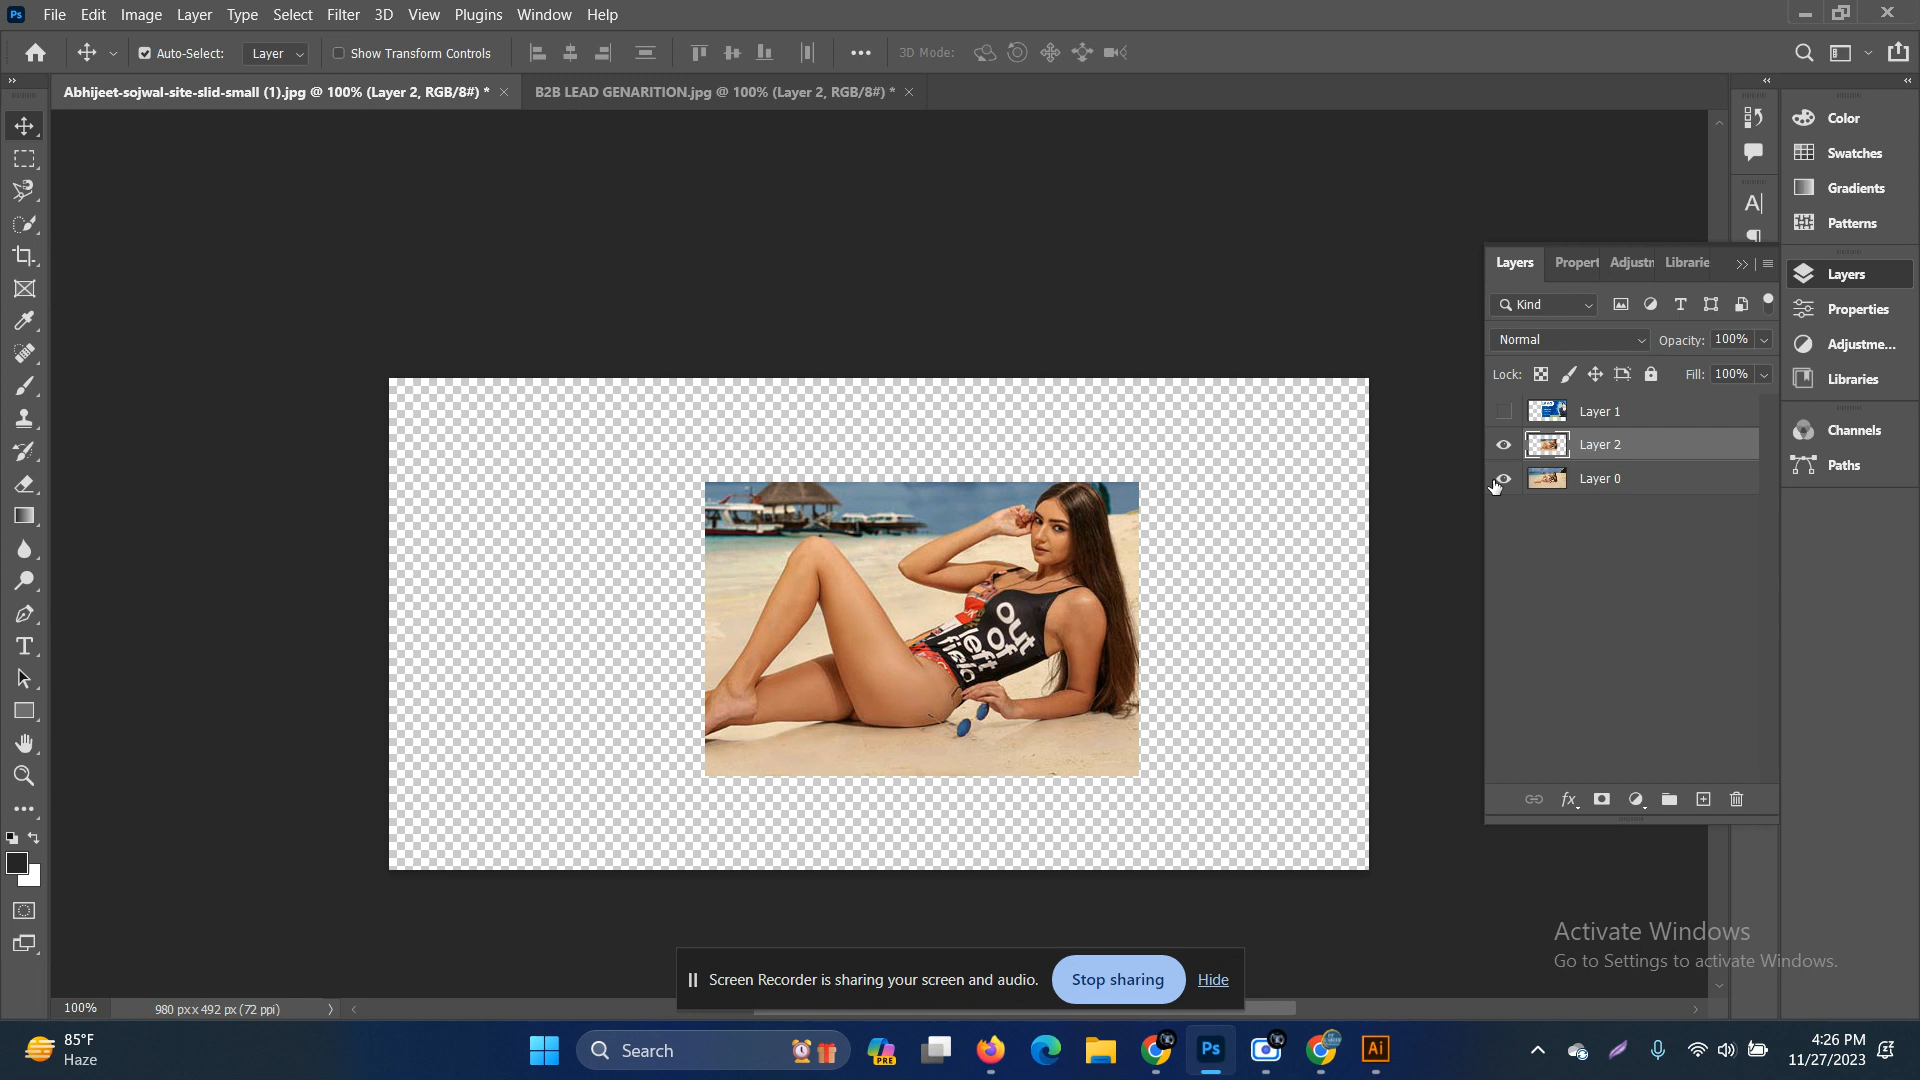 Ps File Edit Image Layer Type Select Filter 3D View Plugins Window Help
Auto-Select: Layer Show Transform Controls 3D Mode:
Abhijeet-sojwal-site-slid-small (1).jpg @ 100% (Layer 2, RGB/8#) * B2B LEAD GENARITION.jpg @ 100% (Layer 2, RGB/8#) *
Color
Swatches
Gradients
Patterns
Layers
Properties
Adjustme...
Libraries
Channels
Paths
Layers Propert Adjustn Librarie
Kind
Normal Opacity: 100%
Lock: Fill: 100%
Layer 1
Layer 2
Layer 0
fx
out
of
left
field
Activate Windows
Go to Settings to activate Windows.
Screen Recorder is sharing your screen and audio. Stop sharing Hide
100% 980 px x 492 px (72 ppi)
85°F
Haze
Search
PRE
Ps
Ai
4:26 PM
11/27/2023